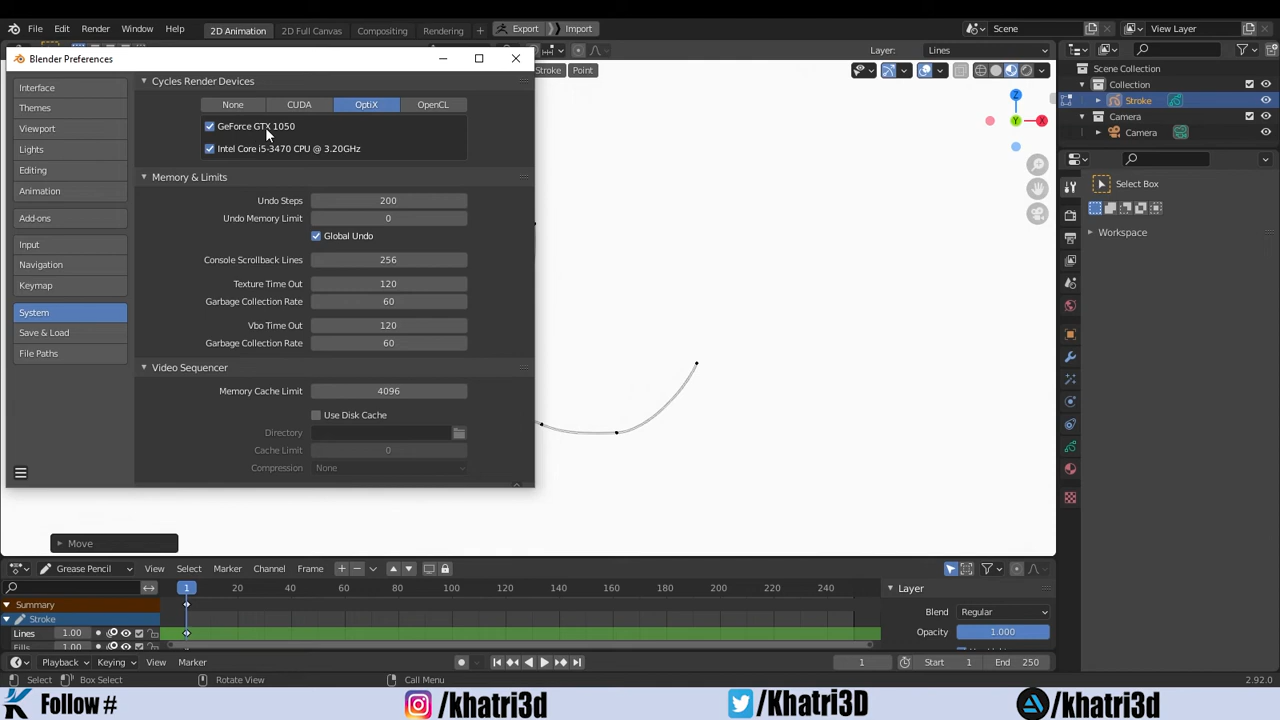 File Edit Render Window Help 2D Animation 2D Full Canvas Compositing Rendering Export Import Scene View Layer
Blender Preferences
Stroke Point Layer: Lines
Interface
Themes
Viewport
Lights
Editing
Animation
Add-ons
Input
Navigation
Keymap
System
Save & Load
File Paths
Cycles Render Devices
None CUDA OptiX OpenCL
GeForce GTX 1050
Intel Core i5-3470 CPU @ 3.20GHz
Memory & Limits
Undo Steps 200
Undo Memory Limit 0
Global Undo
Console Scrollback Lines 256
Texture Time Out 120
Garbage Collection Rate 60
Vbo Time Out 120
Garbage Collection Rate 60
Video Sequencer
Memory Cache Limit 4096
Use Disk Cache
Directory
Cache Limit 0
Compression None
Z
Y X
Scene Collection
Collection
Stroke
Camera
Camera
Select Box
Workspace
Move
Grease Pencil View Select Marker Channel Frame
1 20 40 60 80 100 120 140 160 180 200 220 240
Summary
Stroke
Lines 1.00
Fills 1.00
Layer
Blend Regular
Opacity 1.000
Playback Keying View Marker 1 Start 1 End 250
Select Box Select Rotate View Call Menu 2.92.0
Follow # /khatri3D /Khatri3D /Khatri3D